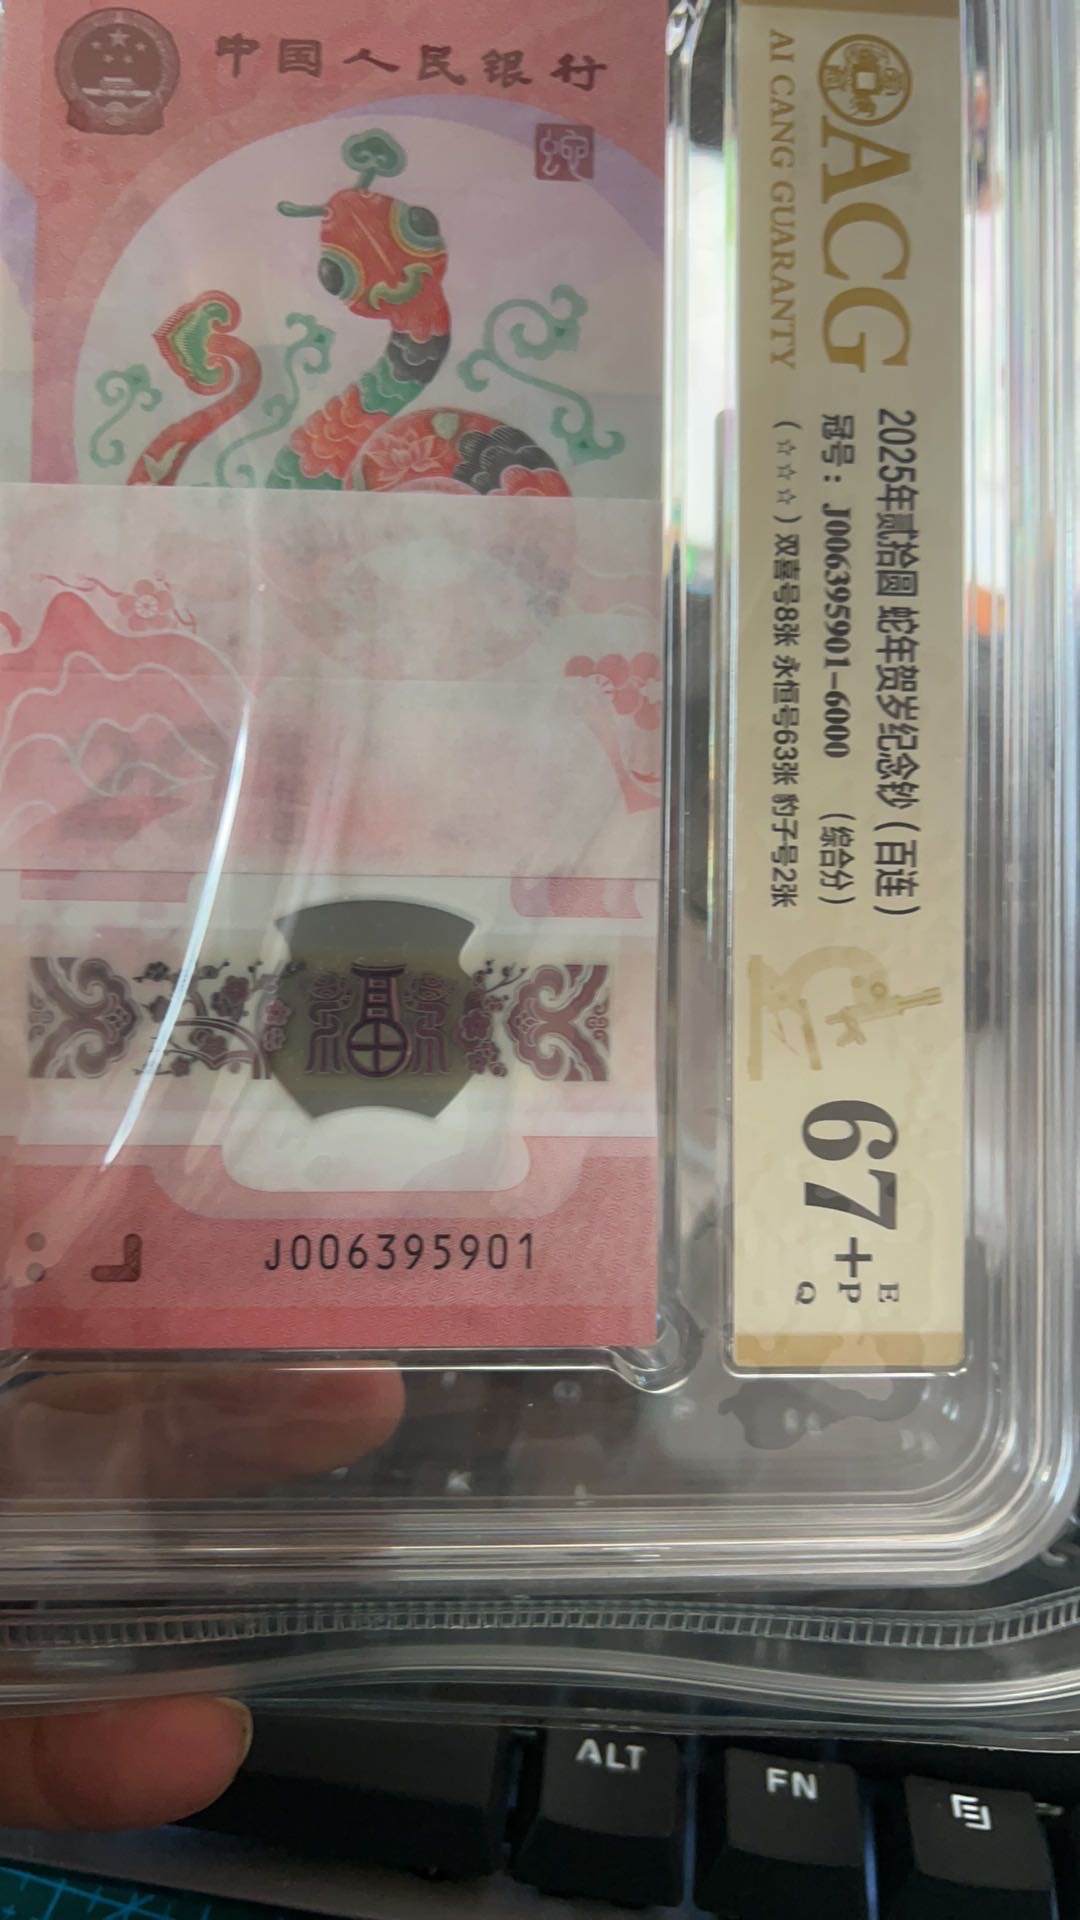 中国人民银行
蛇
J006395901
ACG
AI CANG GUARANTY
2025年贰拾圆 蛇年贺岁纪念钞（百连）
冠号：J006395901-6000 （综合分）
（☆☆☆）双喜号8张 永恒号63张 豹子号2张
67+
E
P
Q
ALT
FN